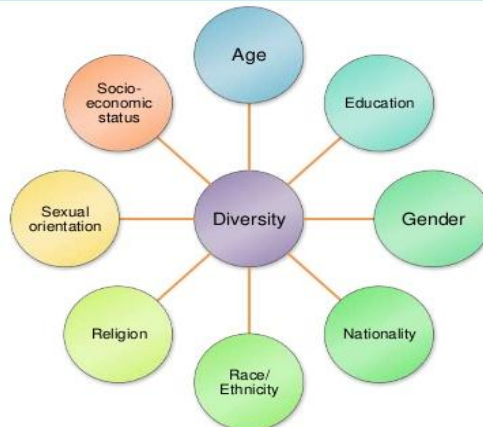 Age
Education
Gender
Nationality
Race/
Ethnicity
Religion
Sexual
orientation
Socio-
economic
status
Diversity